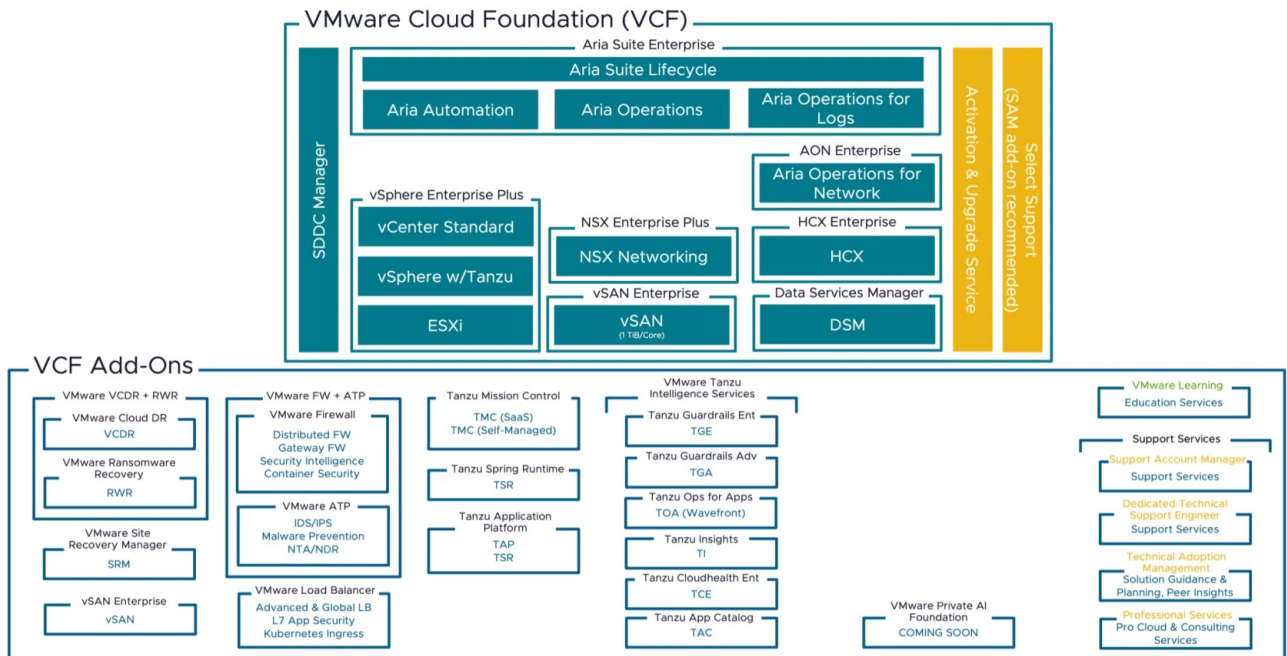 VMware Cloud Foundation (VCF)
SDDC Manager
Aria Suite Enterprise
Aria Suite Lifecycle
Aria Automation
Aria Operations
Aria Operations for
Logs
AON Enterprise
Aria Operations for
Network
vSphere Enterprise Plus
vCenter Standard
vSphere w/Tanzu
ESXi
NSX Enterprise Plus
NSX Networking
vSAN Enterprise
vSAN
(1 TiB/Core)
HCX Enterprise
HCX
Data Services Manager
DSM
Activation & Upgrade Service
Select Support
(SAM add-on recommended)
VCF Add-Ons
VMware VCDR + RWR
VMware Cloud DR
VCDR
VMware Ransomware
Recovery
RWR
VMware Site
Recovery Manager
SRM
vSAN Enterprise
vSAN
VMware FW + ATP
VMware Firewall
Distributed FW
Gateway FW
Security Intelligence
Container Security
VMware ATP
IDS/IPS
Malware Prevention
NTA/NDR
VMware Load Balancer
Advanced & Global LB
L7 App Security
Kubernetes Ingress
Tanzu Mission Control
TMC (SaaS)
TMC (Self-Managed)
Tanzu Spring Runtime
TSR
Tanzu Application
Platform
TAP
TSR
VMware Tanzu
Intelligence Services
Tanzu Guardrails Ent
TGE
Tanzu Guardrails Adv
TGA
Tanzu Ops for Apps
TOA (Wavefront)
Tanzu Insights
TI
Tanzu Cloudhealth Ent
TCE
Tanzu App Catalog
TAC
VMware Private AI
Foundation
COMING SOON
VMware Learning
Education Services
Support Services
Support Account Manager
Support Services
Dedicated Technical
Support Engineer
Support Services
Technical Adoption
Management
Solution Guidance &
Planning, Peer Insights
Professional Services
Pro Cloud & Consulting
Services